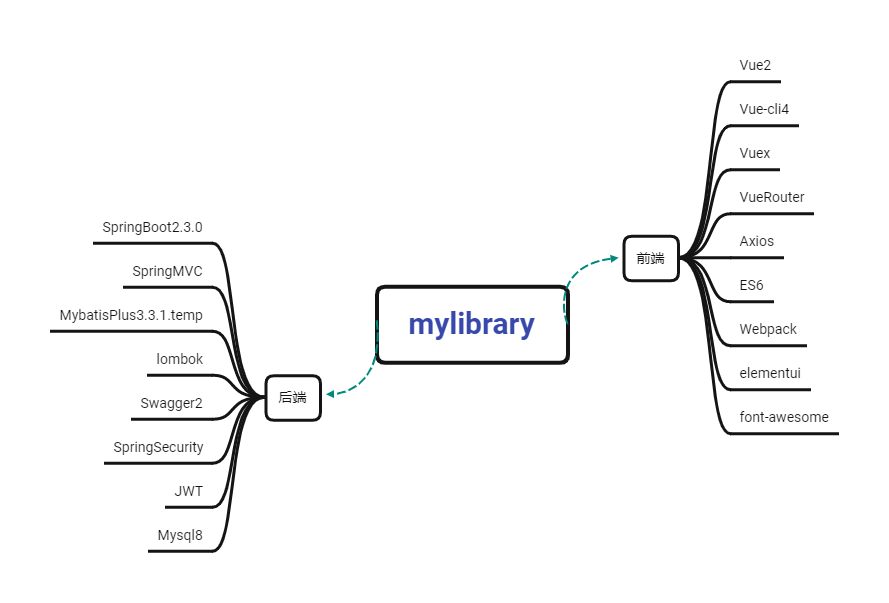 mylibrary
前端
Vue2
Vue-cli4
Vuex
VueRouter
Axios
ES6
Webpack
elementui
font-awesome
后端
SpringBoot2.3.0
SpringMVC
MybatisPlus3.3.1.temp
lombok
Swagger2
SpringSecurity
JWT
Mysql8